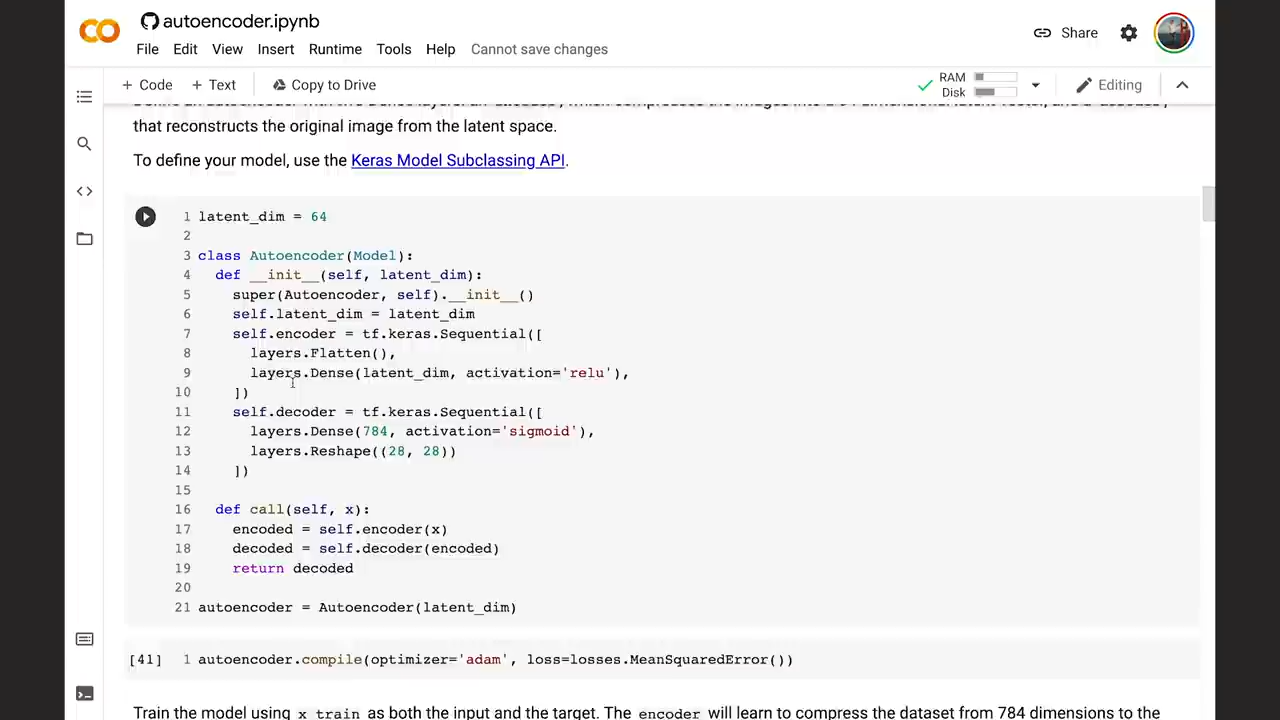 autoencoder.ipynb
File Edit View Insert Runtime Tools Help Cannot save changes
Share
+ Code + Text Copy to Drive
RAM
Disk
Editing
that reconstructs the original image from the latent space.
To define your model, use the Keras Model Subclassing API.
1 latent_dim = 64
2
3 class Autoencoder(Model):
4 def __init__(self, latent_dim):
5 super(Autoencoder, self).__init__()
6 self.latent_dim = latent_dim
7 self.encoder = tf.keras.Sequential([
8 layers.Flatten(),
9 layers.Dense(latent_dim, activation='relu'),
10 ])
11 self.decoder = tf.keras.Sequential([
12 layers.Dense(784, activation='sigmoid'),
13 layers.Reshape((28, 28))
14 ])
15
16 def call(self, x):
17 encoded = self.encoder(x)
18 decoded = self.decoder(encoded)
19 return decoded
20
21 autoencoder = Autoencoder(latent_dim)
[41] 1 autoencoder.compile(optimizer='adam', loss=losses.MeanSquaredError())
Train the model using x_train as both the input and the target. The encoder will learn to compress the dataset from 784 dimensions to the